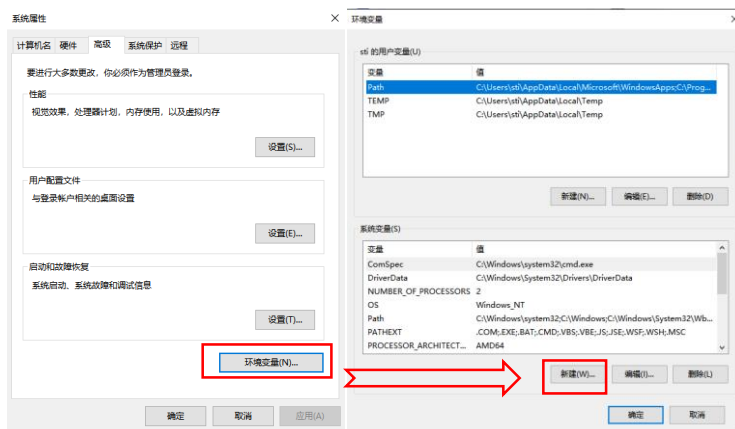 系统属性
计算机名 硬件 高级 系统保护 远程
要进行大多数更改，你必须作为管理员登录。
性能
视觉效果，处理器计划，内存使用，以及虚拟内存
设置(S)...
用户配置文件
与登录帐户相关的桌面设置
设置(E)...
启动和故障恢复
系统启动、系统故障和调试信息
设置(T)...
环境变量(N)...
确定 取消 应用(A)
环境变量
sti 的用户变量(U)
变量 值
Path C:\Users\sti\AppData\Local\Microsoft\WindowsApps;C:\Prog...
TEMP C:\Users\sti\AppData\Local\Temp
TMP C:\Users\sti\AppData\Local\Temp
新建(N)... 编辑(E)... 删除(D)
系统变量(S)
变量 值
ComSpec C:\Windows\system32\cmd.exe
DriverData C:\Windows\System32\Drivers\DriverData
NUMBER_OF_PROCESSORS 2
OS Windows_NT
Path C:\Windows\system32;C:\Windows;C:\Windows\System32\Wb...
PATHEXT .COM;.EXE;.BAT;.CMD;.VBS;.VBE;.JS;.JSE;.WSF;.WSH;.MSC
PROCESSOR_ARCHITECT... AMD64
新建(W)... 编辑(I)... 删除(L)
确定 取消